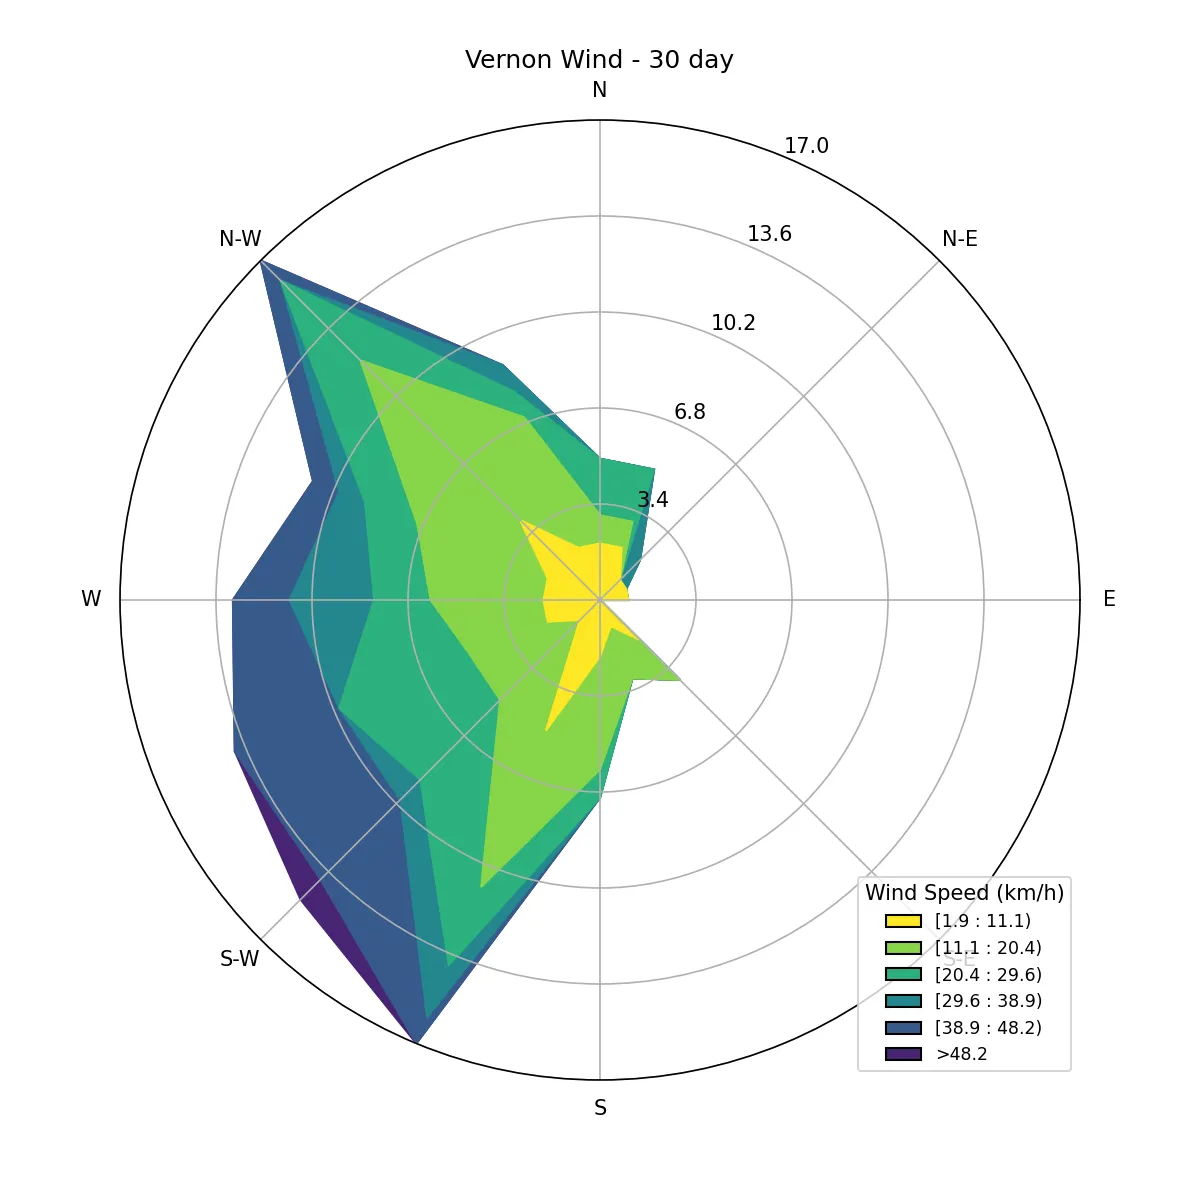 Vernon Wind - 30 day
N
17.0
13.6
N-W
N-E
10.2
6.8
3.4
W
E
Wind Speed (km/h)
[1.9 : 11.1)
[11.1 : 20.4)
S-W
S-E
[20.4 : 29.6)
[29.6 : 38.9)
[38.9 : 48.2)
>48.2
S